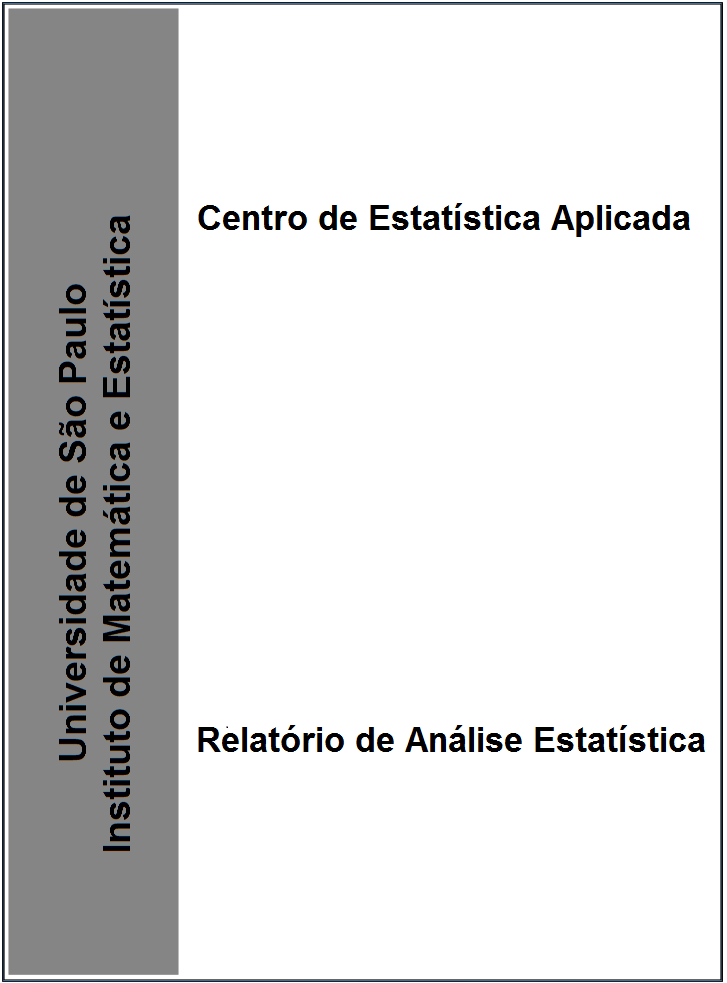 Universidade de São Paulo
Instituto de Matemática e Estatística
Centro de Estatística Aplicada
Relatório de Análise Estatística